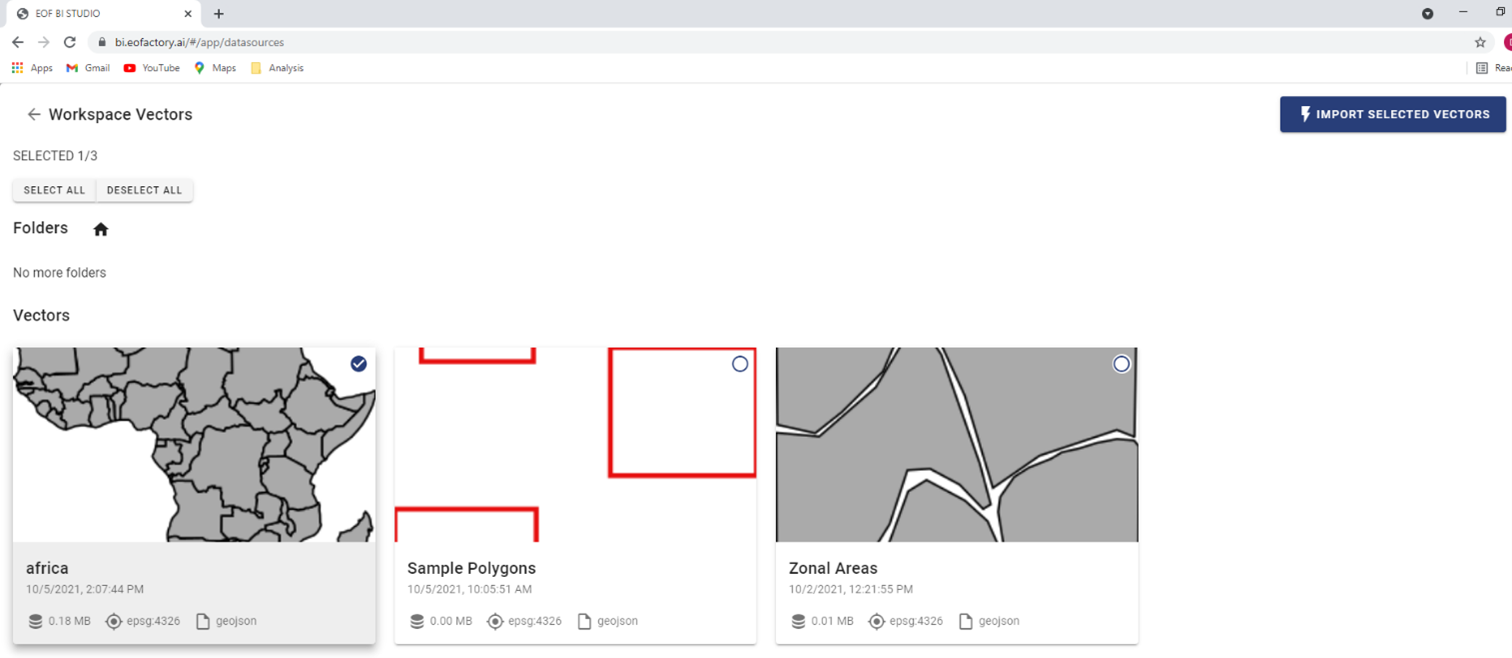 EOF BI STUDIO
bi.eofactory.ai/#/app/datasources
Apps Gmail YouTube Maps Analysis
Workspace Vectors
IMPORT SELECTED VECTORS
SELECTED 1/3
SELECT ALL DESELECT ALL
Folders
No more folders
Vectors
africa
10/5/2021, 2:07:44 PM
0.18 MB epsg:4326 geojson
Sample Polygons
10/5/2021, 10:05:51 AM
0.00 MB epsg:4326 geojson
Zonal Areas
10/2/2021, 12:21:55 PM
0.01 MB epsg:4326 geojson